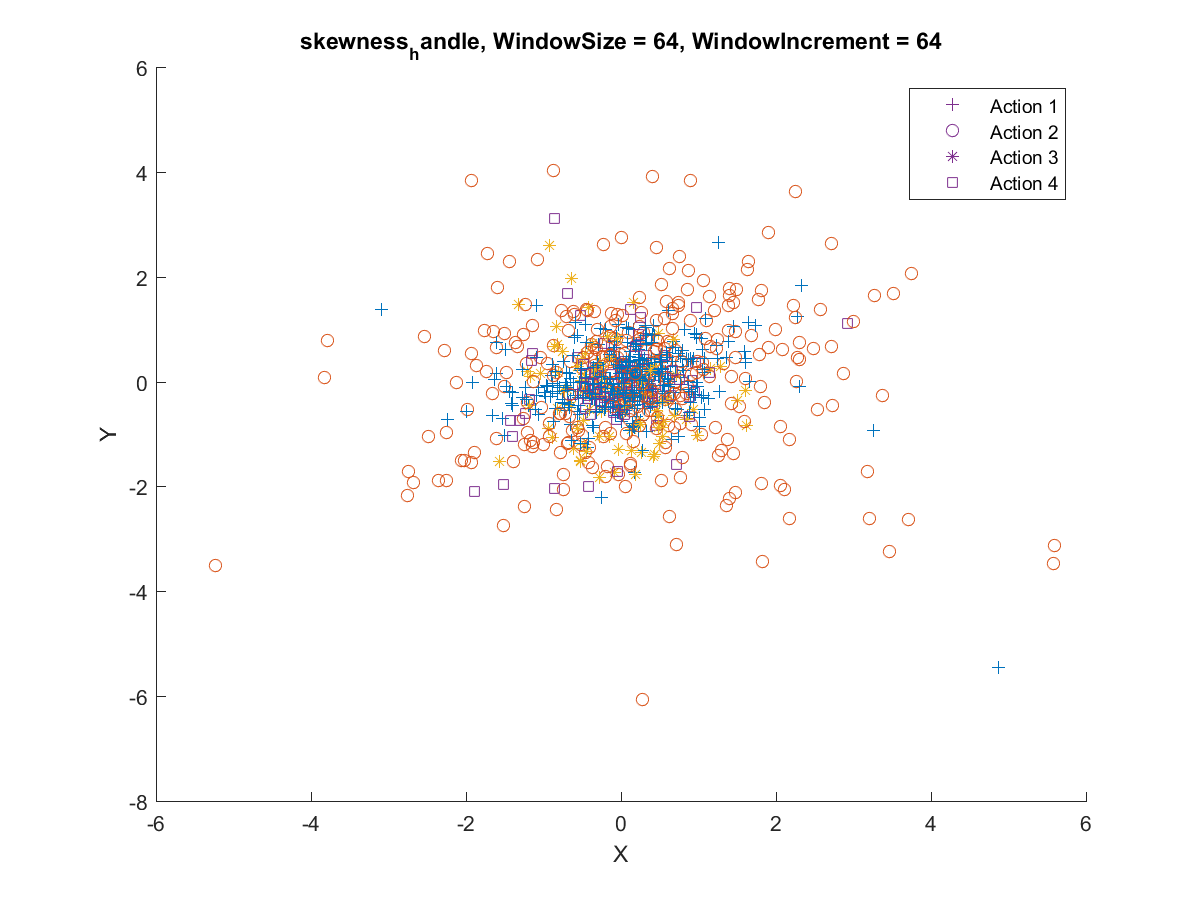 skewness_handle, WindowSize = 64, WindowIncrement = 64
6
4
2
0
-2
-4
-6
-8
Y
-6 -4 -2 0 2 4 6
X
Action 1
Action 2
Action 3
Action 4